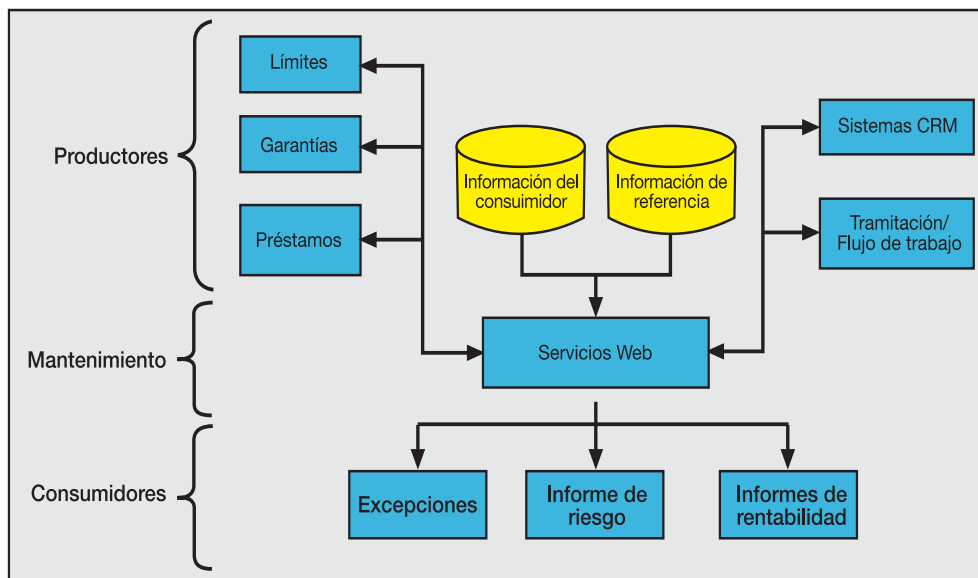 Productores
Límites
Garantías
Préstamos
Información del
consuimidor
Información de
referencia
Sistemas CRM
Tramitación/
Flujo de trabajo
Mantenimiento
Servicios Web
Consumidores
Excepciones
Informe de
riesgo
Informes de
rentabilidad